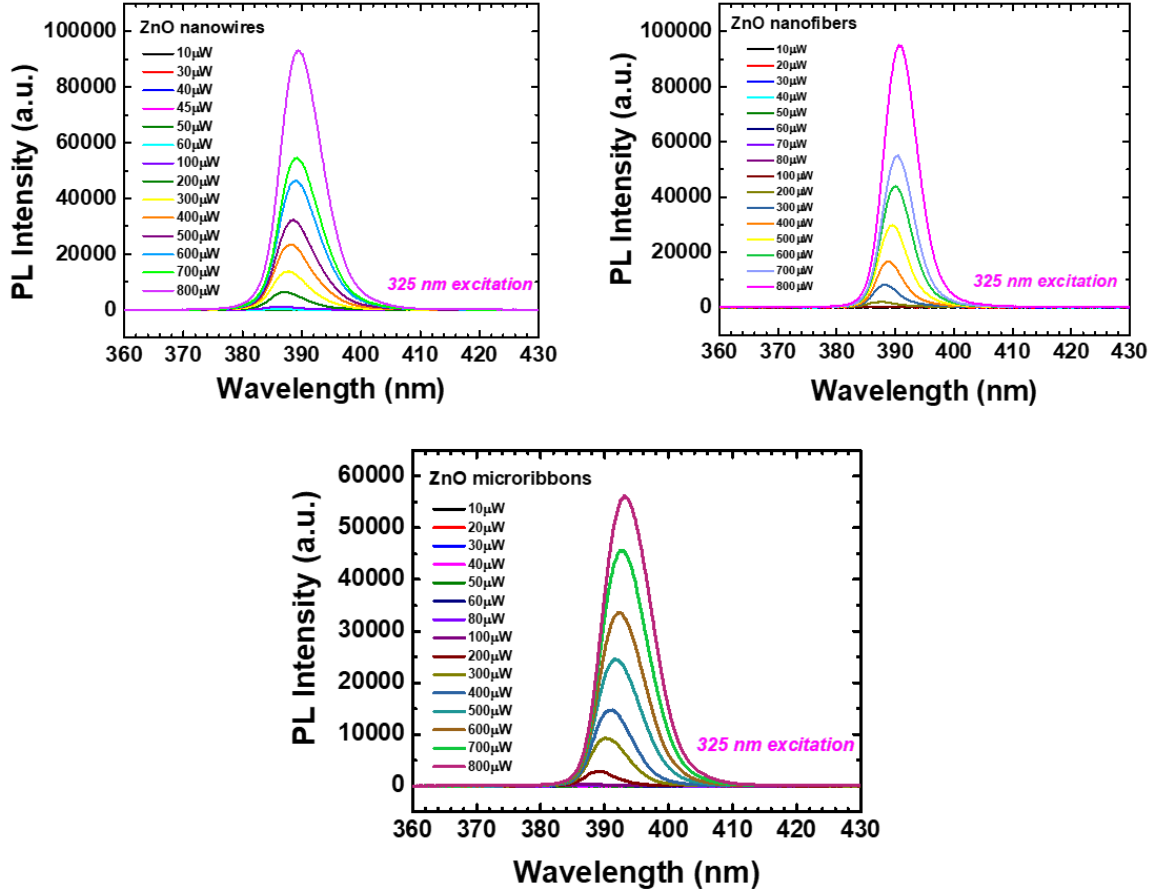 ZnO nanowires
10µW
30µW
40µW
45µW
50µW
60µW
100µW
200µW
300µW
400µW
500µW
600µW
700µW
800µW
325 nm excitation
PL Intensity (a.u.)
100000
80000
60000
40000
20000
0
360 370 380 390 400 410 420 430
Wavelength (nm)
ZnO nanofibers
10µW
20µW
30µW
40µW
50µW
60µW
70µW
80µW
100µW
200µW
300µW
400µW
500µW
600µW
700µW
800µW
325 nm excitation
PL Intensity (a.u.)
100000
80000
60000
40000
20000
0
360 370 380 390 400 410 420 430
Wavelength (nm)
ZnO microribbons
10µW
20µW
30µW
40µW
50µW
60µW
80µW
100µW
200µW
300µW
400µW
500µW
600µW
700µW
800µW
325 nm excitation
PL Intensity (a.u.)
60000
50000
40000
30000
20000
10000
0
360 370 380 390 400 410 420 430
Wavelength (nm)